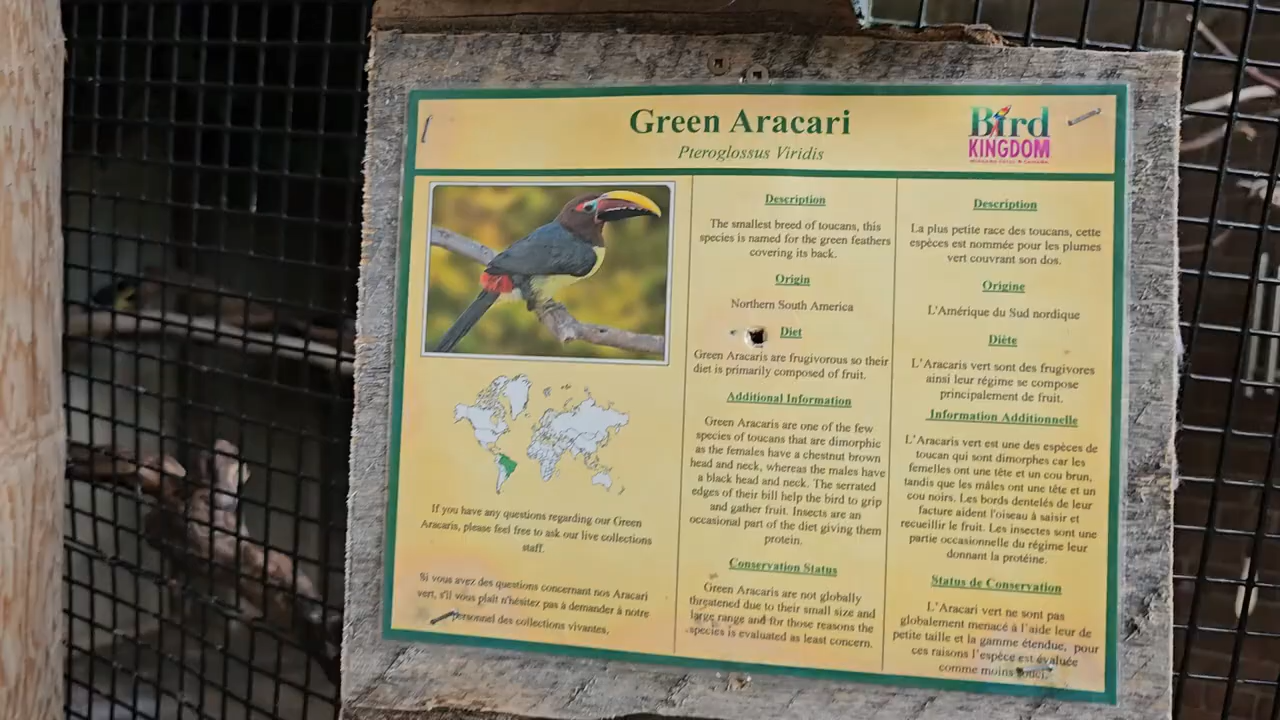 Green Aracari
Pteroglossus Viridis
Bird
KINGDOM
Description
The smallest breed of toucans, this
species is named for the green feathers
covering its back.
Origin
Northern South America
Diet
Green Aracaris are frugivorous so their
diet is primarily composed of fruit.
Additional Information
Green Aracaris are one of the few
species of toucans that are dimorphic
as the females have a chestnut brown
head and neck, whereas the males have
a black head and neck. The serrated
edges of their bill help the bird to grip
and gather fruit. Insects are an
occasional part of the diet giving them
protein.
Conservation Status
Green Aracaris are not globally
threatened due to their small size and
large range and for those reasons the
species is evaluated as least concern.
Description
La plus petite race des toucans, cette
espèces est nommée pour les plumes
vert couvrant son dos.
Origine
L'Amérique du Sud nordique
Diète
L'Aracaris vert sont des frugivores
ainsi leur régime se compose
principalement de fruit.
Information Additionnelle
L'Aracaris vert est une des espèces de
toucan qui sont dimorphes car les
femelles ont une tête et un cou brun,
tandis que les mâles ont une tête et un
cou noirs. Les bords dentelés de leur
facture aident l'oiseau à saisir et
recueillir le fruit. Les insectes sont une
partie occasionnelle du régime leur
donnant la protéine.
Status de Conservation
L'Aracari vert ne sont pas
globalement menacé à l'aide leur de
petite taille et la gamme étendue, pour
ces raisons l'espèce est évaluée
comme moins souci.
If you have any questions regarding our Green
Aracaris, please feel free to ask our live collections
staff.
Si vous avez des questions concernant nos Aracari
vert, s'il vous plaît n'hésitez pas à demander à notre
personnel des collections vivantes.